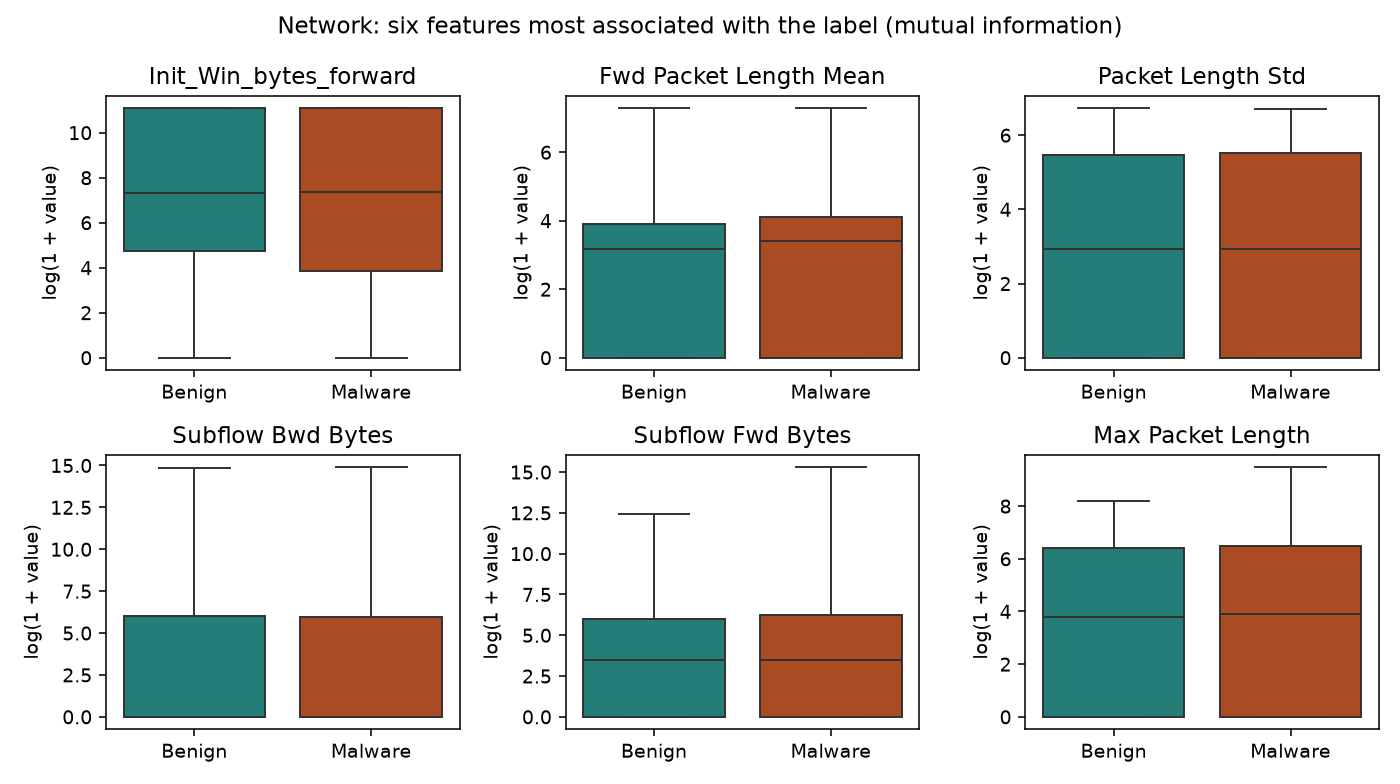 Network: six features most associated with the label (mutual information)
Init_Win_bytes_forward
log(1 + value)
10
8
6
4
2
0
Benign Malware
Fwd Packet Length Mean
log(1 + value)
6
4
2
0
Benign Malware
Packet Length Std
log(1 + value)
6
4
2
0
Benign Malware
Subflow Bwd Bytes
log(1 + value)
15.0
12.5
10.0
7.5
5.0
2.5
0.0
Benign Malware
Subflow Fwd Bytes
log(1 + value)
15.0
12.5
10.0
7.5
5.0
2.5
0.0
Benign Malware
Max Packet Length
log(1 + value)
8
6
4
2
0
Benign Malware